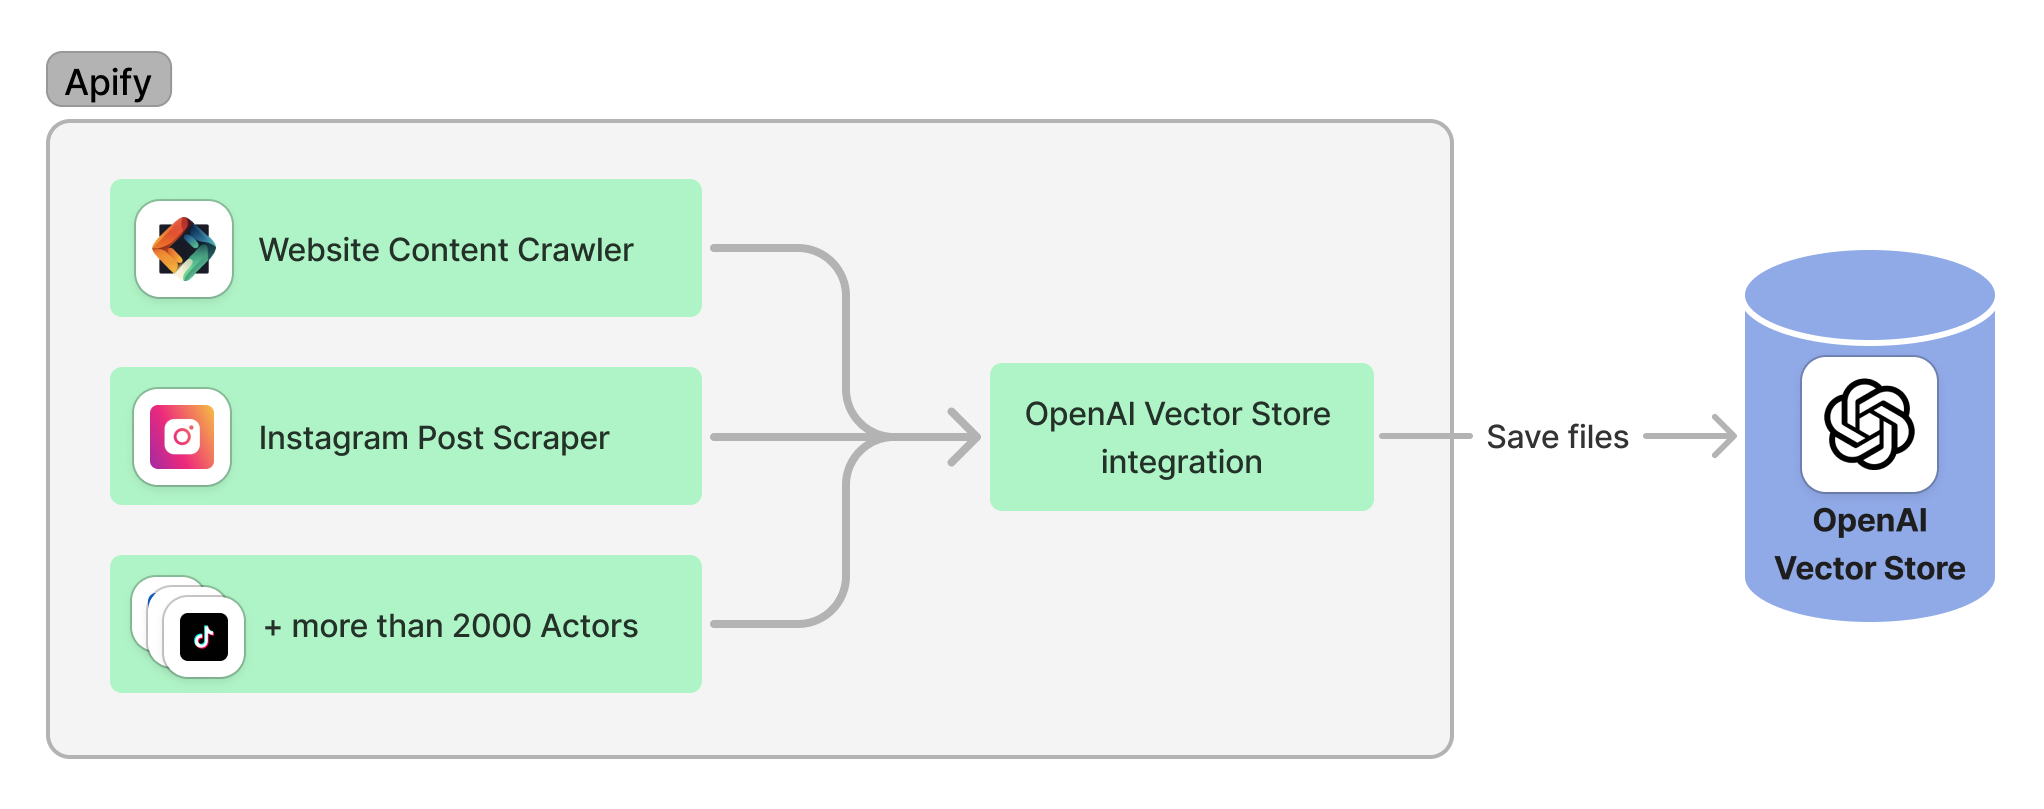 Apify
Website Content Crawler
Instagram Post Scraper
+ more than 2000 Actors
OpenAI Vector Store
integration
Save files
OpenAI
Vector Store